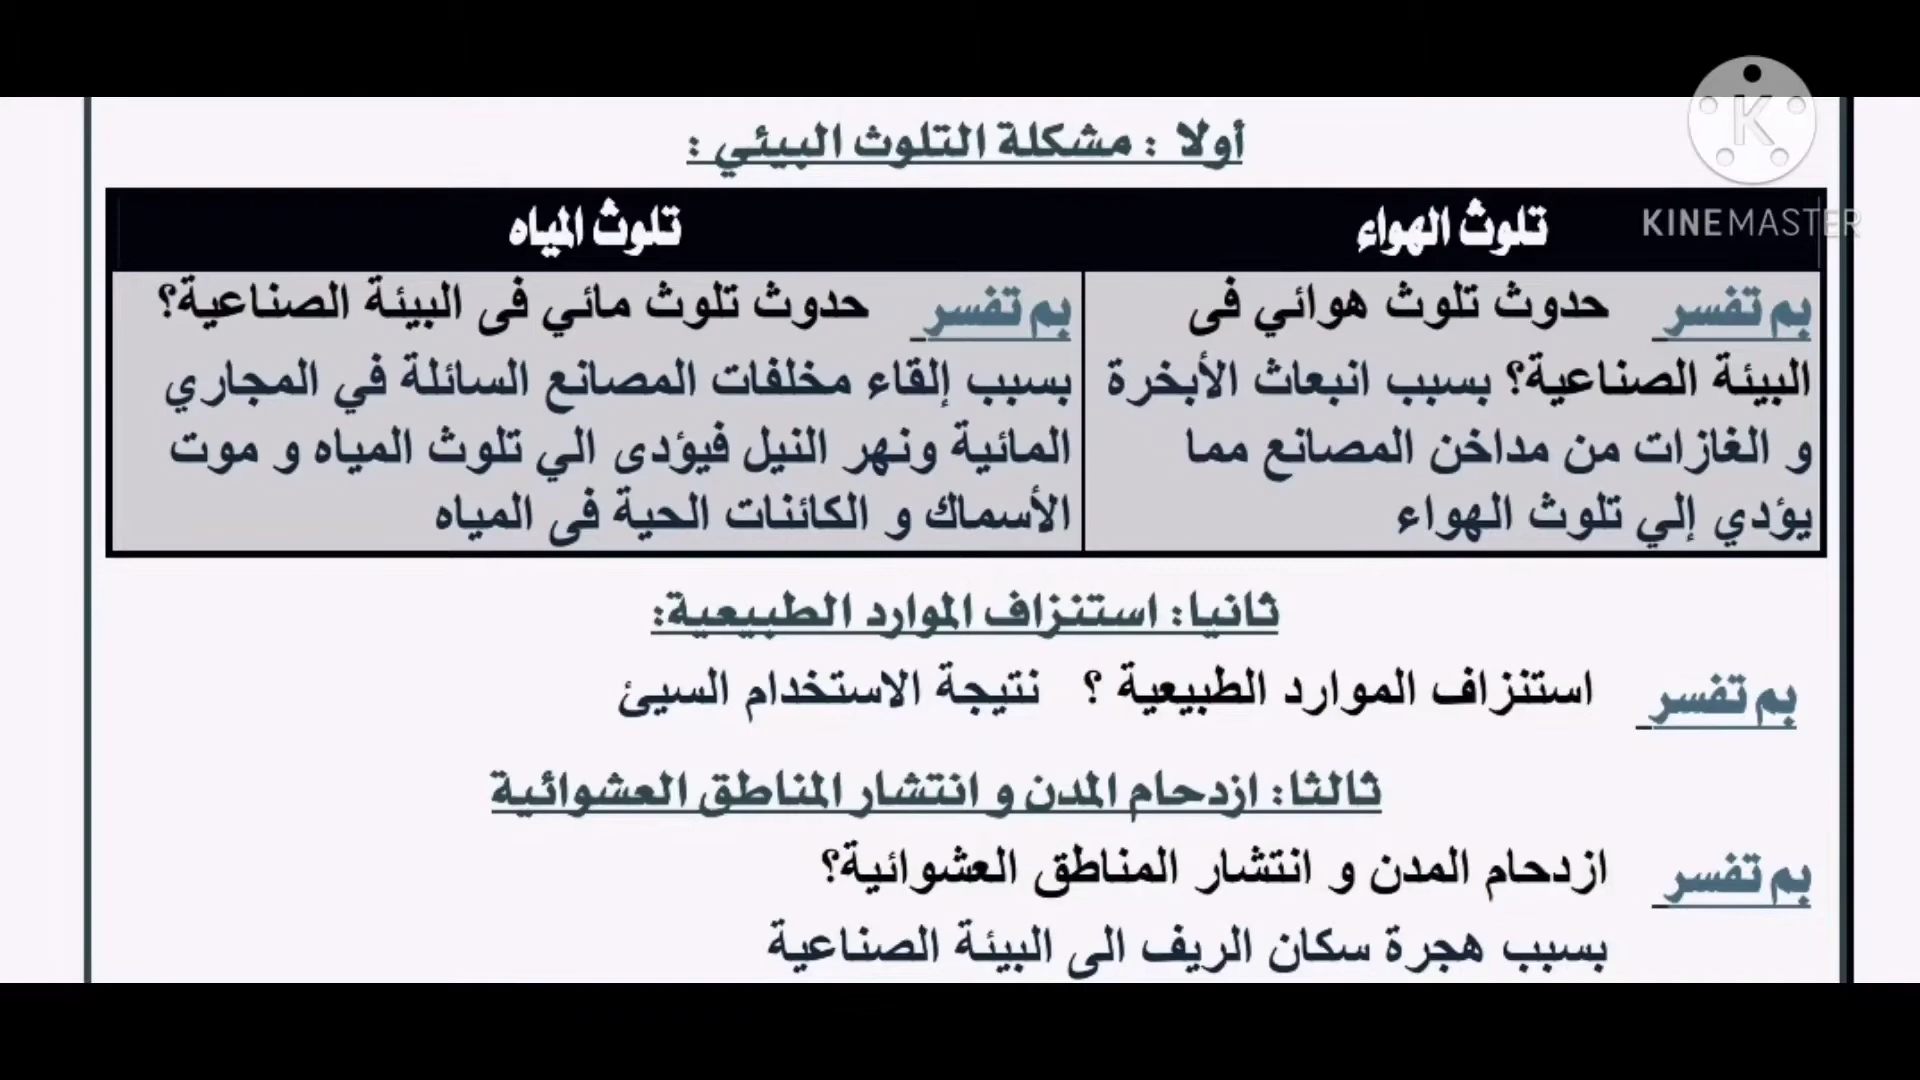 أولا : مشكلة التلوث البيئي :
KINEMASTER
تلوث الهواء
بم تفسر حدوث تلوث هوائي فى
البيئة الصناعية؟ بسبب انبعاث الأبخرة
و الغازات من مداخن المصانع مما
يؤدي إلي تلوث الهواء
تلوث المياه
بم تفسر حدوث تلوث مائي فى البيئة الصناعية؟
بسبب إلقاء مخلفات المصانع السائلة في المجاري
المائية ونهر النيل فيؤدى الي تلوث المياه و موت
الأسماك و الكائنات الحية فى المياه
ثانيا: استنزاف الموارد الطبيعية:
بم تفسر استنزاف الموارد الطبيعية ؟ نتيجة الاستخدام السيئ
ثالثا: ازدحام المدن و انتشار المناطق العشوائية
بم تفسر ازدحام المدن و انتشار المناطق العشوائية؟
بسبب هجرة سكان الريف الى البيئة الصناعية